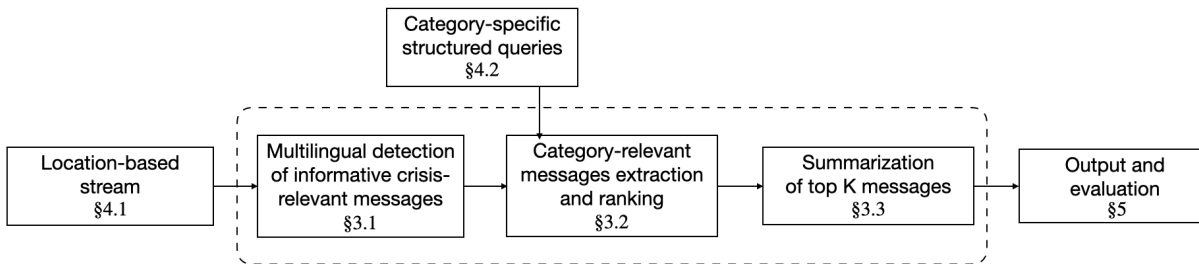 Category-specific
structured queries
§4.2
Location-based
stream
§4.1
Multilingual detection
of informative crisis-
relevant messages
§3.1
Category-relevant
messages extraction
and ranking
§3.2
Summarization
of top K messages
§3.3
Output and
evaluation
§5